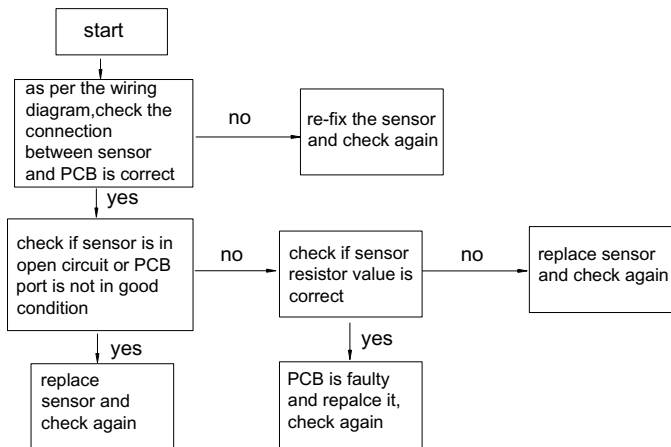 start
as per the wiring
diagram,check the
connection
between sensor
and PCB is correct
no
re-fix the sensor
and check again
yes
check if sensor is in
open circuit or PCB
port is not in good
condition
no
check if sensor
resistor value is
correct
no
replace sensor
and check again
yes
replace
sensor and
check again
yes
PCB is faulty
and repalce it,
check again